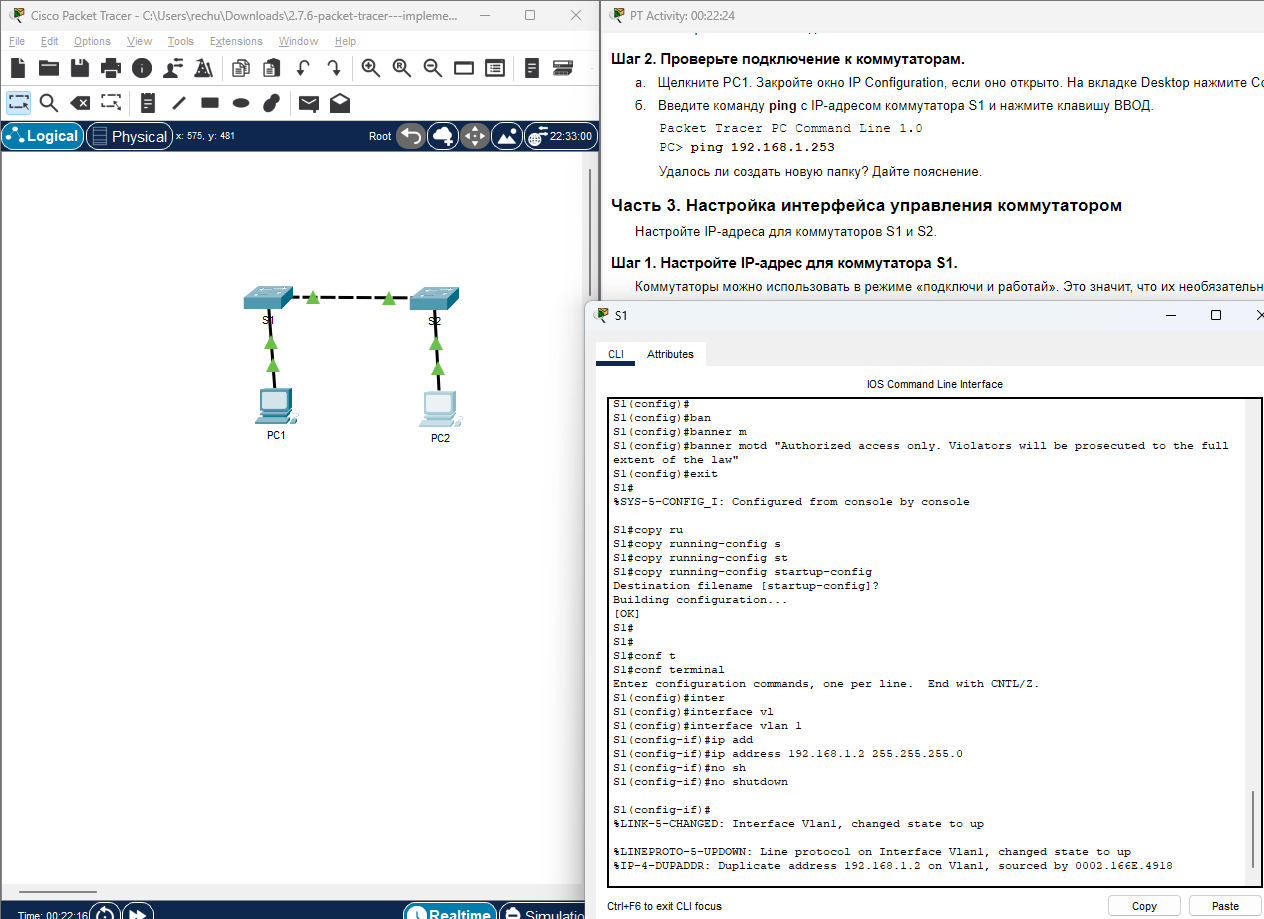 Cisco Packet Tracer - C:\Users\rechu\Downloads\2.7.6-packet-tracer---impleme...
File Edit Options View Tools Extensions Window Help
Logical Physical x: 575, y: 481 Root 22:33:00
S1
S2
PC1
PC2
Time: 00:22:16 Realtime Simulation
PT Activity: 00:22:24
Шаг 2. Проверьте подключение к коммутаторам.
а. Щелкните PC1. Закройте окно IP Configuration, если оно открыто. На вкладке Desktop нажмите Co
б. Введите команду ping с IP-адресом коммутатора S1 и нажмите клавишу ВВОД.
Packet Tracer PC Command Line 1.0
PC> ping 192.168.1.253
Удалось ли создать новую папку? Дайте пояснение.
Часть 3. Настройка интерфейса управления коммутатором
Настройте IP-адреса для коммутаторов S1 и S2.
Шаг 1. Настройте IP-адрес для коммутатора S1.
Коммутаторы можно использовать в режиме «подключи и работай». Это значит, что их необязательн
S1
CLI Attributes
IOS Command Line Interface
S1(config)#
S1(config)#ban
S1(config)#banner m
S1(config)#banner motd "Authorized access only. Violators will be prosecuted to the full
extent of the law"
S1(config)#exit
S1#
%SYS-5-CONFIG_I: Configured from console by console
S1#copy ru
S1#copy running-config s
S1#copy running-config st
S1#copy running-config startup-config
Destination filename [startup-config]?
Building configuration...
[OK]
S1#
S1#
S1#conf t
S1#conf terminal
Enter configuration commands, one per line.  End with CNTL/Z.
S1(config)#inter
S1(config)#interface vl
S1(config)#interface vlan 1
S1(config-if)#ip add
S1(config-if)#ip address 192.168.1.2 255.255.255.0
S1(config-if)#no sh
S1(config-if)#no shutdown
S1(config-if)#
%LINK-5-CHANGED: Interface Vlan1, changed state to up
%LINEPROTO-5-UPDOWN: Line protocol on Interface Vlan1, changed state to up
%IP-4-DUPADDR: Duplicate address 192.168.1.2 on Vlan1, sourced by 0002.166E.4918
Ctrl+F6 to exit CLI focus Copy Paste